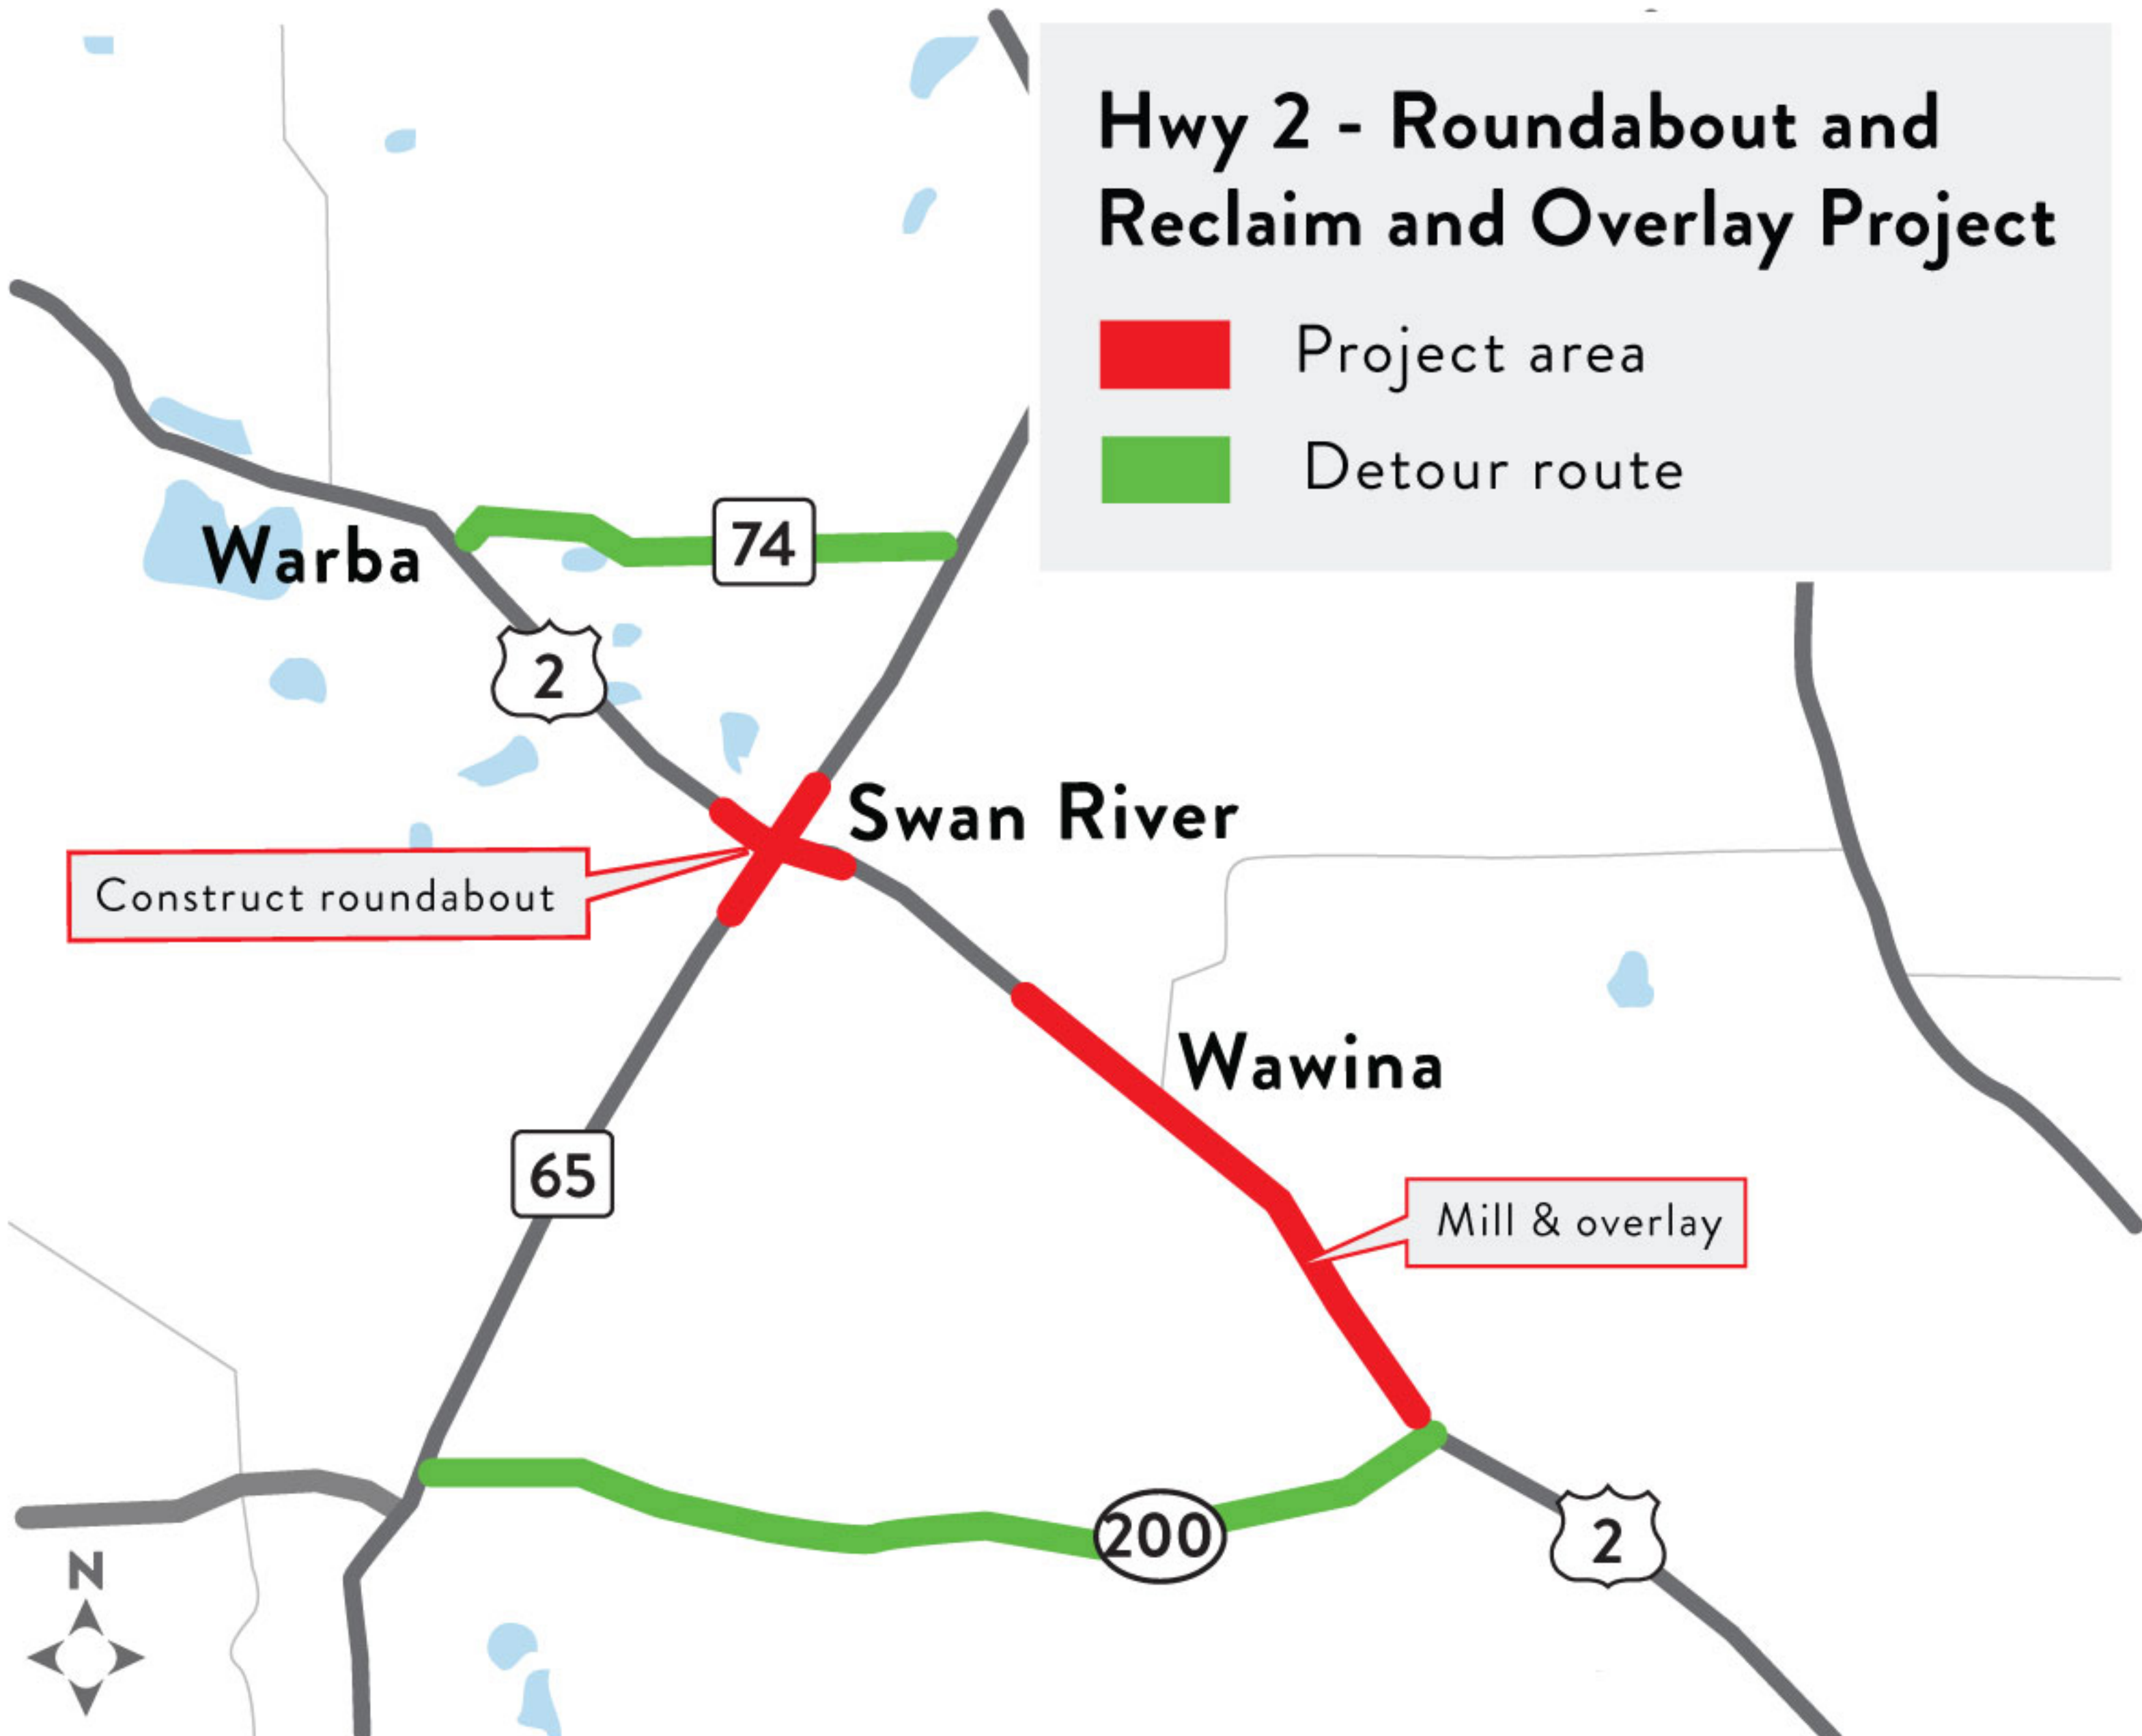 Hwy 2 - Roundabout and
Reclaim and Overlay Project
Project area
Detour route
74
Warba
2
Swan River
Construct roundabout
Wawina
65
Mill & overlay
200
2
N